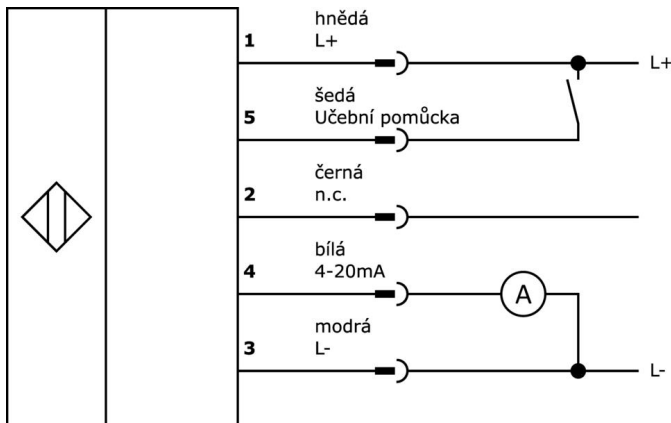 hnědá
1 L+
L+
šedá
5 Učební pomůcka
černá
2 n.c.
bílá
4 4-20mA
A
modrá
3 L-
L-